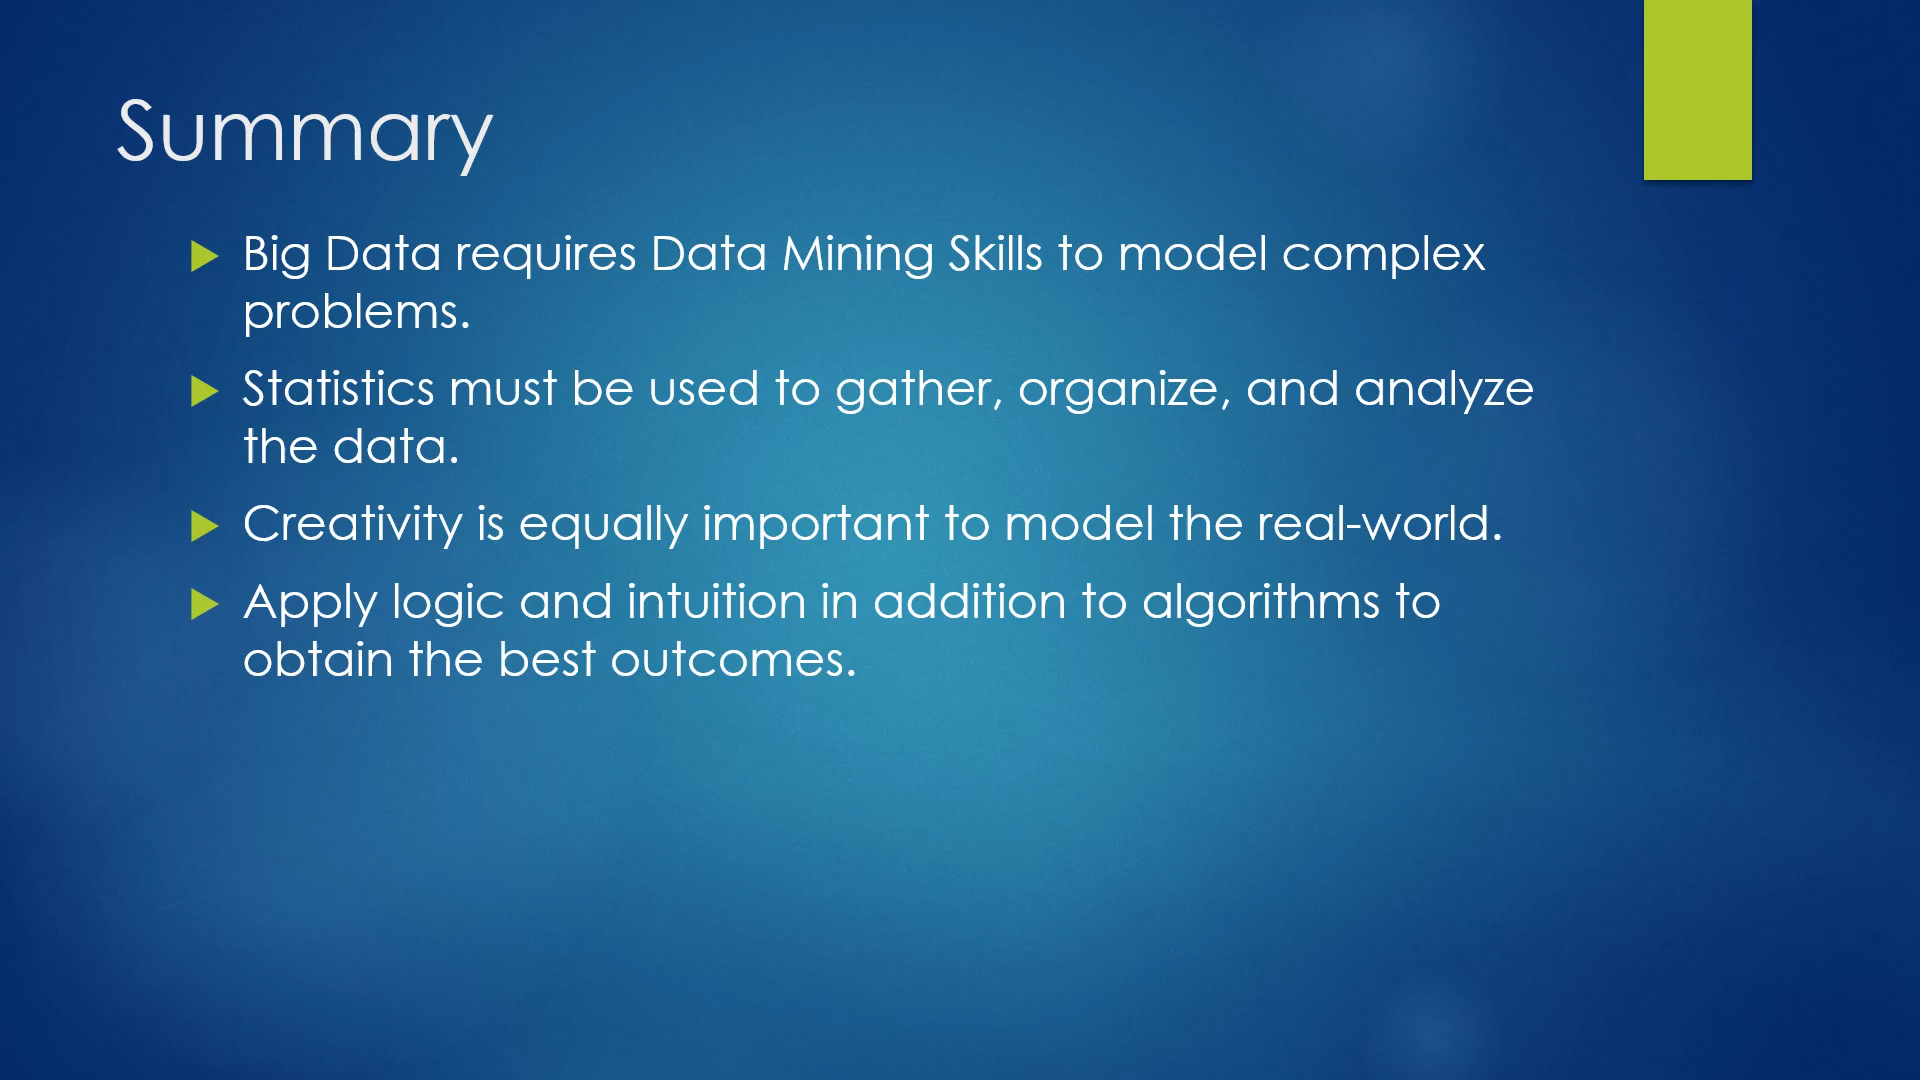 Summary
Big Data requires Data Mining Skills to model complex
problems.
Statistics must be used to gather, organize, and analyze
the data.
Creativity is equally important to model the real-world.
Apply logic and intuition in addition to algorithms to
obtain the best outcomes.